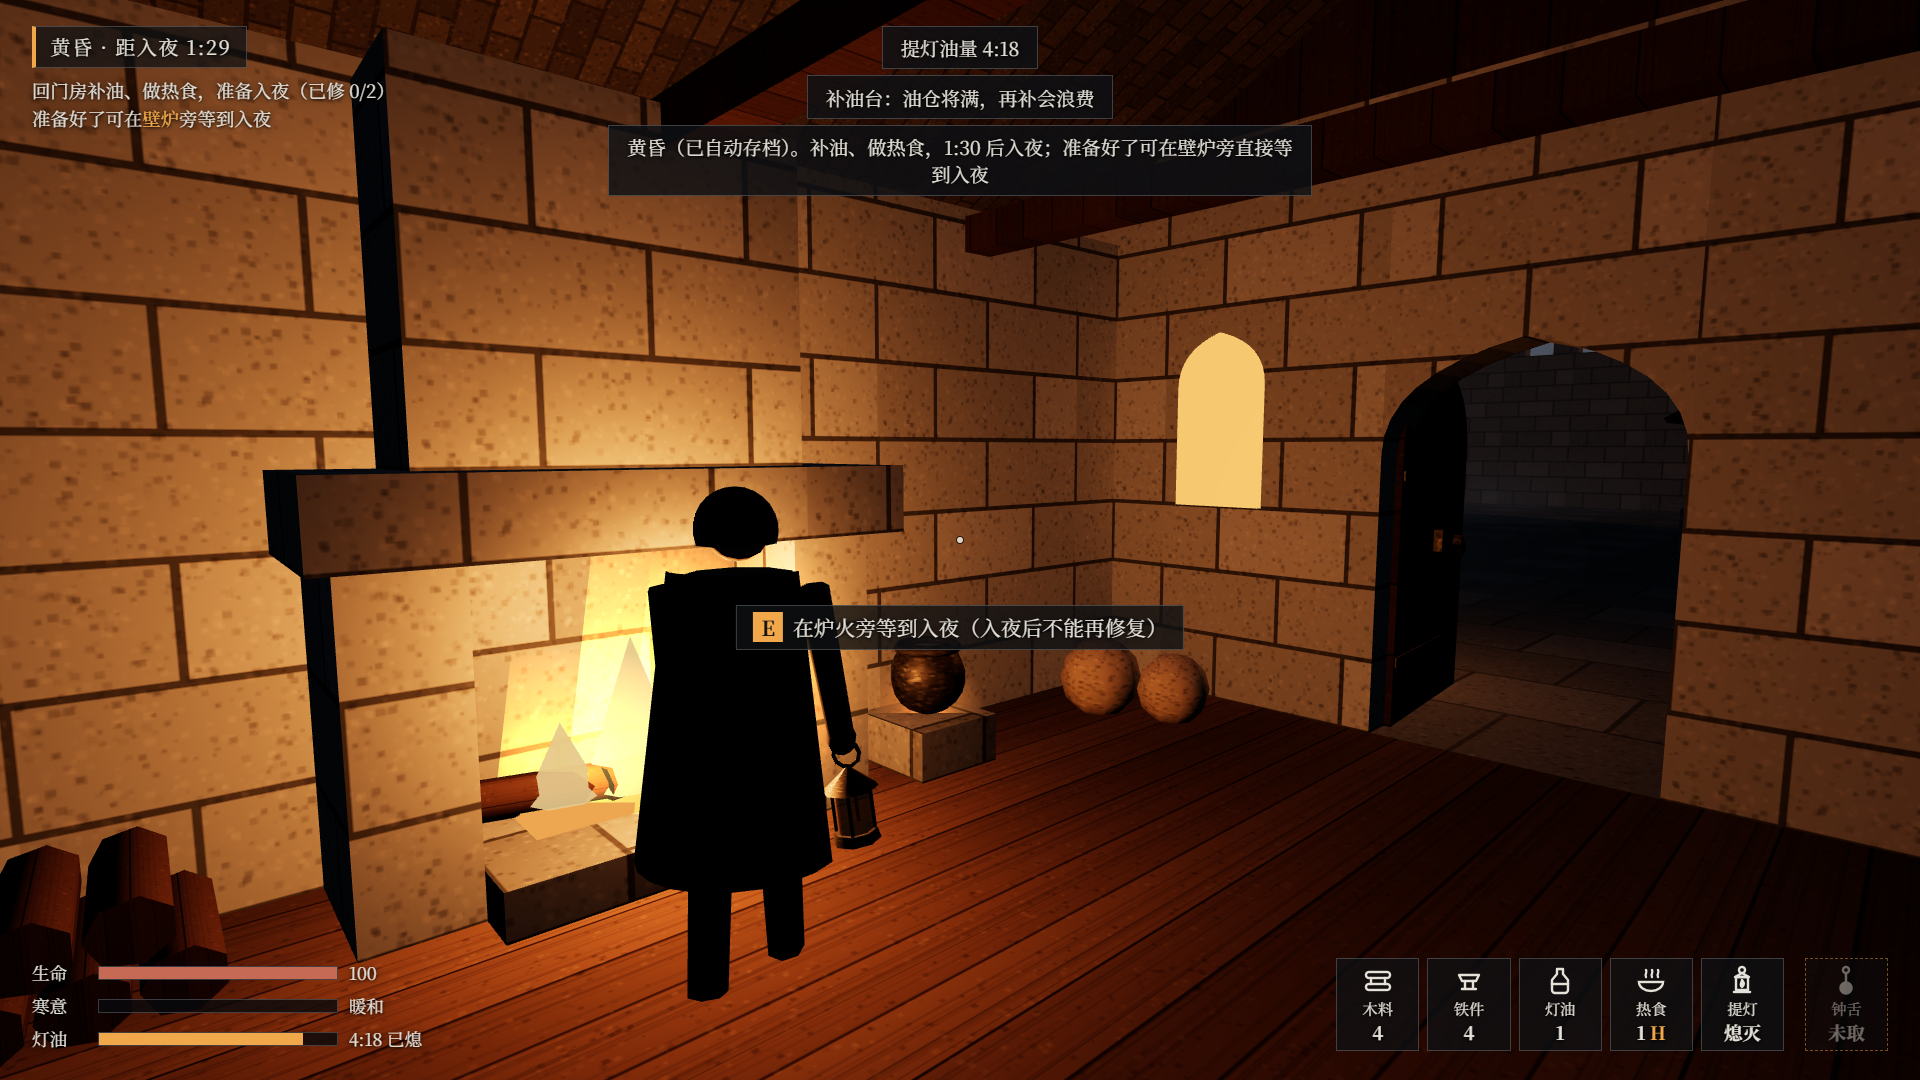 黄昏 · 距入夜 1:29
回门房补油、做热食，准备入夜（已修 0/2）
准备好了可在壁炉旁等到入夜
提灯油量 4:18
补油台：油仓将满，再补会浪费
黄昏（已自动存档）。补油、做热食，1:30 后入夜；准备好了可在壁炉旁直接等
到入夜
E 在炉火旁等到入夜（入夜后不能再修复）
生命 100
寒意 暖和
灯油 4:18 已熄
木料 4
铁件 4
灯油 1
热食 1 H
提灯 熄灭
钟舌 未取